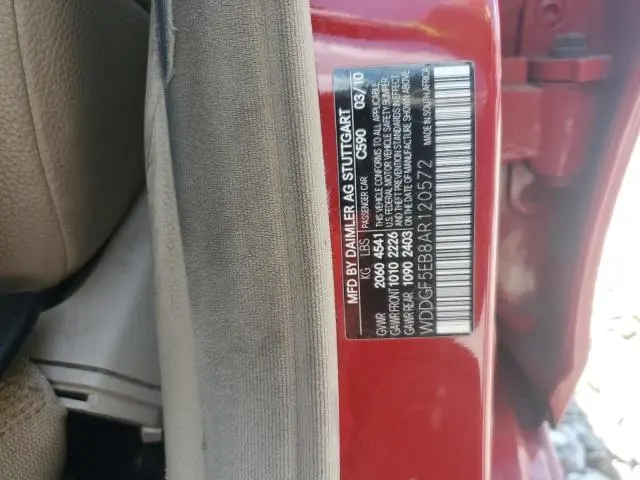 MFD BY DAIMLER AG STUTTGART
KG LBS PASSENGER CAR C590 03/10
GVWR 2060 4541 THIS VEHICLE CONFORMS TO ALL APPLICABLE
GAWR FRONT 1010 2226 U.S. FEDERAL MOTOR VEHICLE SAFETY BUMPER
GAWR REAR 1090 2403 AND THEFT PREVENTION STANDARDS IN EFFECT
ON THE DATE OF MANUFACTURE SHOWN ABOVE
WDDGF5EB8AR120572 MADE IN SOUTH AFRICA